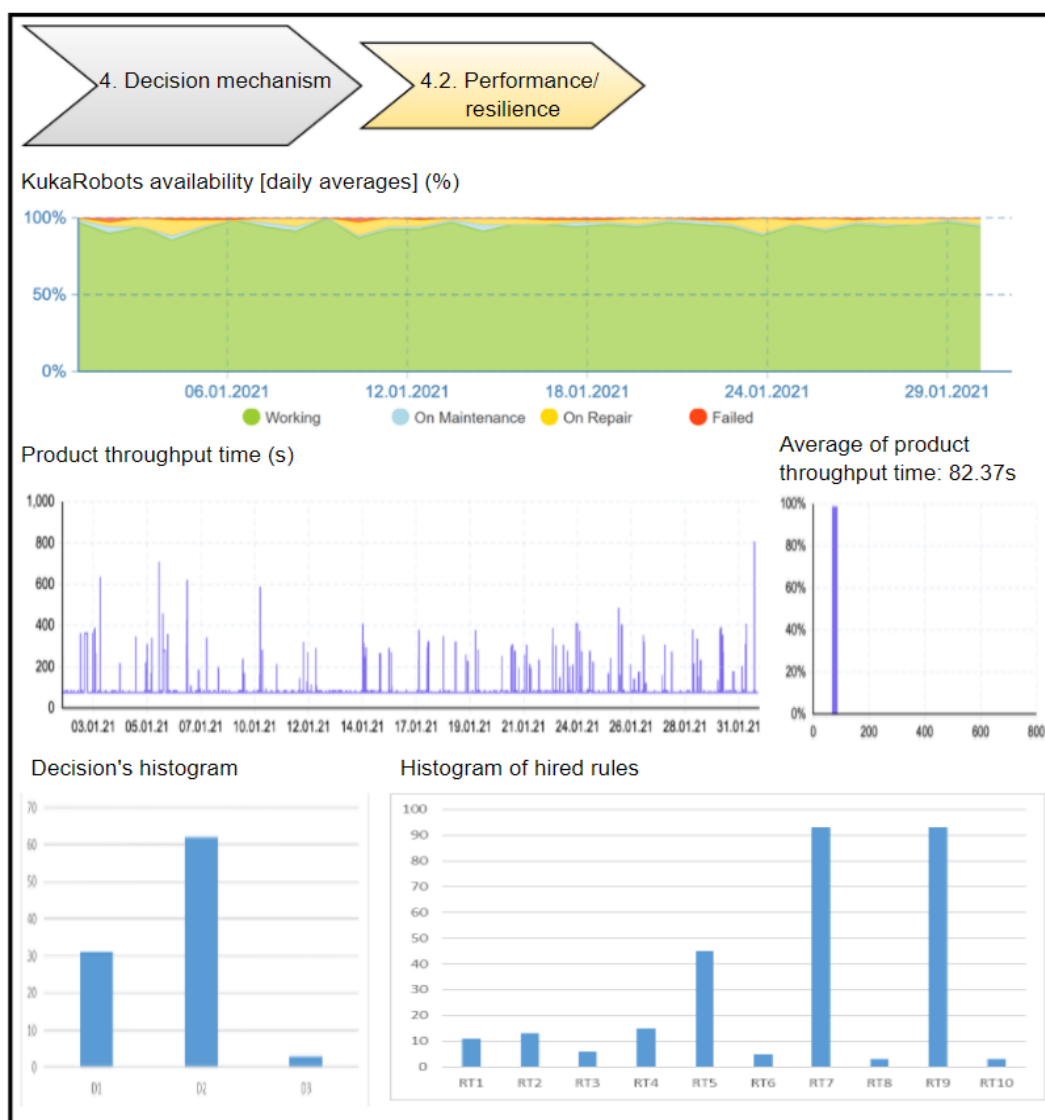 4. Decision mechanism
4.2. Performance/
resilience
KukaRobots availability [daily averages] (%)
100%
50%
0%
06.01.2021 12.01.2021 18.01.2021 24.01.2021 29.01.2021
Working On Maintenance On Repair Failed
Product throughput time (s)
Average of product
throughput time: 82.37s
1,000
800
600
400
200
0
03.01.21 05.01.21 07.01.21 10.01.21 12.01.21 14.01.21 17.01.21 19.01.21 21.01.21 24.01.21 26.01.21 28.01.21 31.01.21
100%
80%
60%
40%
20%
0%
0 200 400 600 800
Decision's histogram
70
60
50
40
30
20
10
0
D1 D2 D3
Histogram of hired rules
100
90
80
70
60
50
40
30
20
10
0
RT1 RT2 RT3 RT4 RT5 RT6 RT7 RT8 RT9 RT10